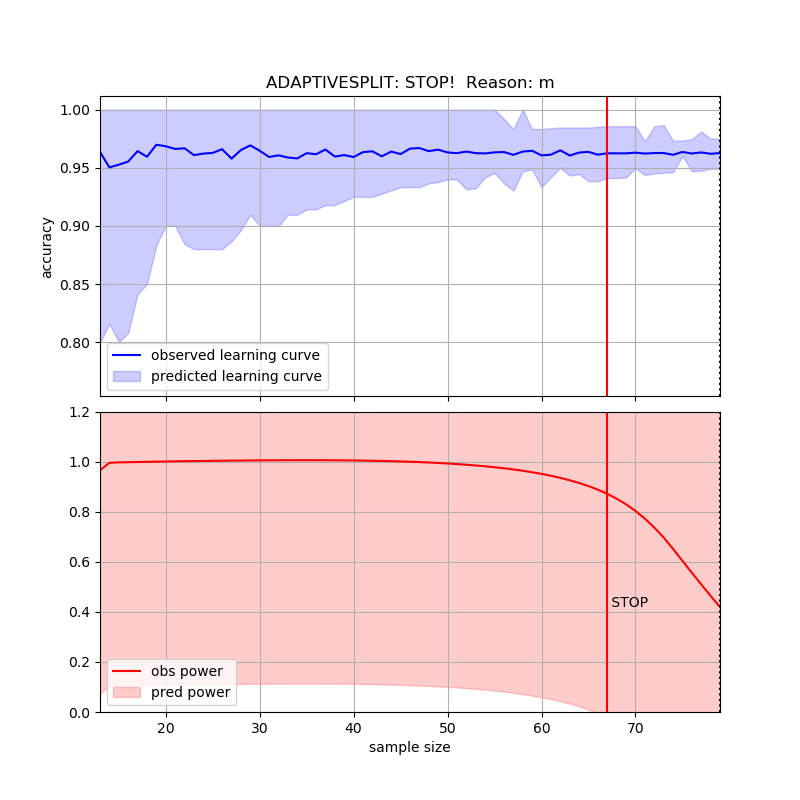 ADAPTIVESPLIT: STOP!  Reason: m
1.00
0.95
0.90
0.85
0.80
accuracy
observed learning curve
predicted learning curve
1.2
1.0
0.8
0.6
0.4
0.2
0.0
STOP
obs power
pred power
20 30 40 50 60 70
sample size